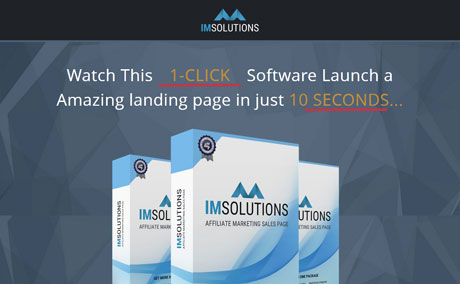 IMSOLUTIONS
Watch This 1-CLICK Software Launch a
Amazing landing page in just 10 SECONDS...
IMSOLUTIONS
AFFILIATE MARKETING SALES PAGE
IMSOLUTIONS
AFFILIATE MARKETING SALES PAGE
IMSOLUTIONS